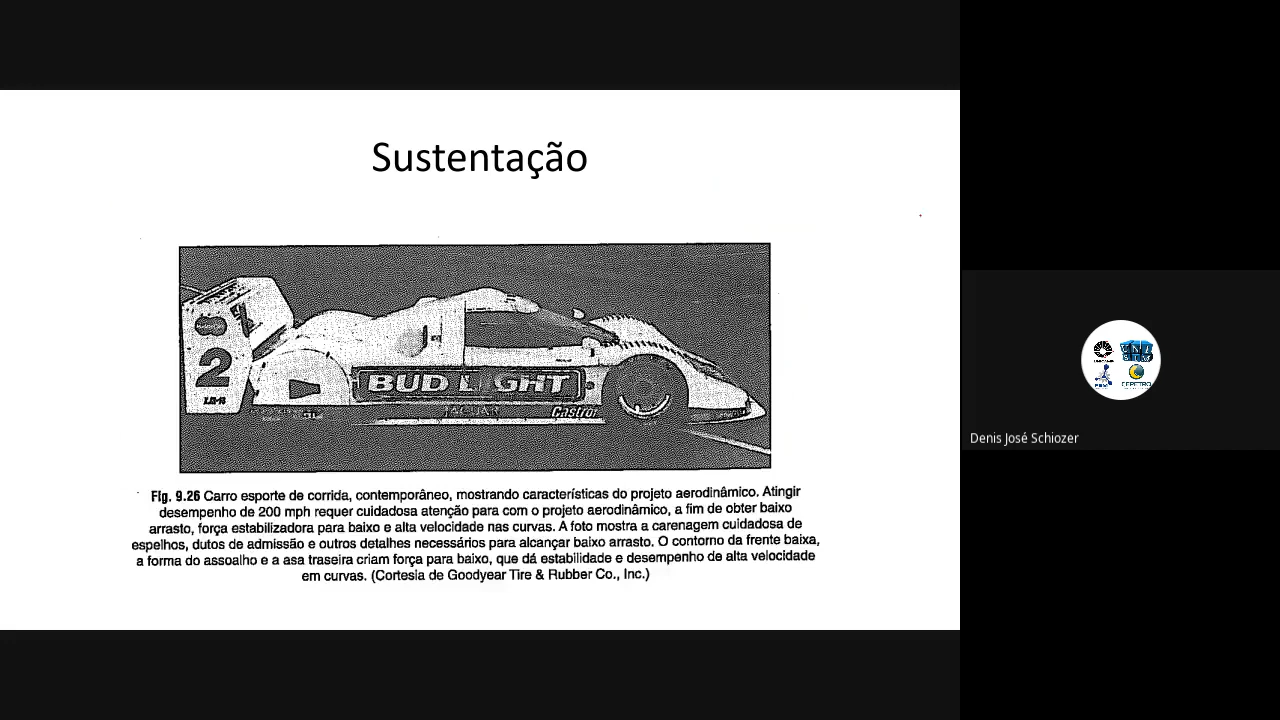 Sustentação
2
XJR-14
BUD LIGHT
JAGUAR
Castrol
Fig. 9.26 Carro esporte de corrida, contemporâneo, mostrando características do projeto aerodinâmico. Atingir
desempenho de 200 mph requer cuidadosa atenção para com o projeto aerodinâmico, a fim de obter baixo
arrasto, força estabilizadora para baixo e alta velocidade nas curvas. A foto mostra a carenagem cuidadosa de
espelhos, dutos de admissão e outros detalhes necessários para alcançar baixo arrasto. O contorno da frente baixa,
a forma do assoalho e a asa traseira criam força para baixo, que dá estabilidade e desempenho de alta velocidade
em curvas. (Cortesia de Goodyear Tire & Rubber Co., Inc.)
CEPETRO
Denis José Schiozer